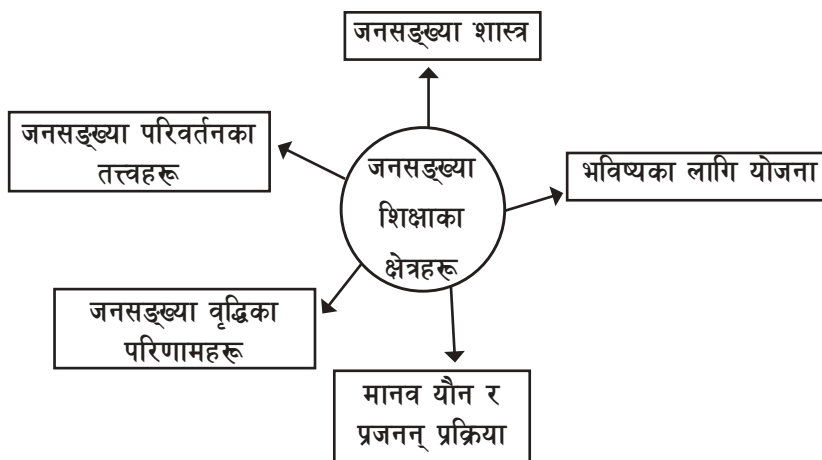 जनसङ्ख्या शास्त्र
जनसङ्ख्या परिवर्तनका
तत्त्वहरू
जनसङ्ख्या
शिक्षाका
क्षेत्रहरू
भविष्यका लागि योजना
जनसङ्ख्या वृद्धिका
परिणामहरू
मानव यौन र
प्रजनन् प्रक्रिया